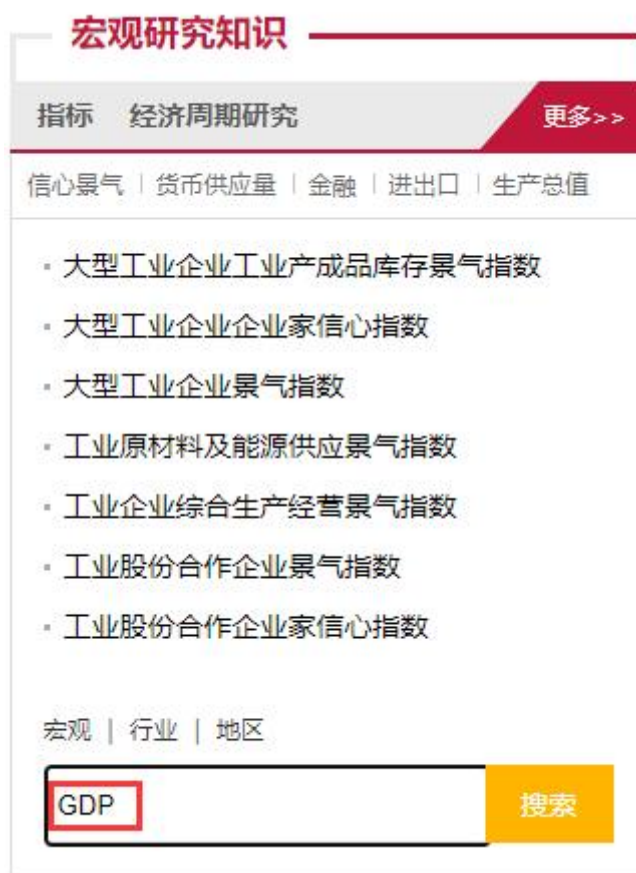 宏观研究知识
指标 经济周期研究 更多>>
信心景气 | 货币供应量 | 金融 | 进出口 | 生产总值
大型工业企业工业产成品库存景气指数
大型工业企业企业家信心指数
大型工业企业景气指数
工业原材料及能源供应景气指数
工业企业综合生产经营景气指数
工业股份合作企业景气指数
工业股份合作企业家信心指数
宏观 | 行业 | 地区
GDP 搜索